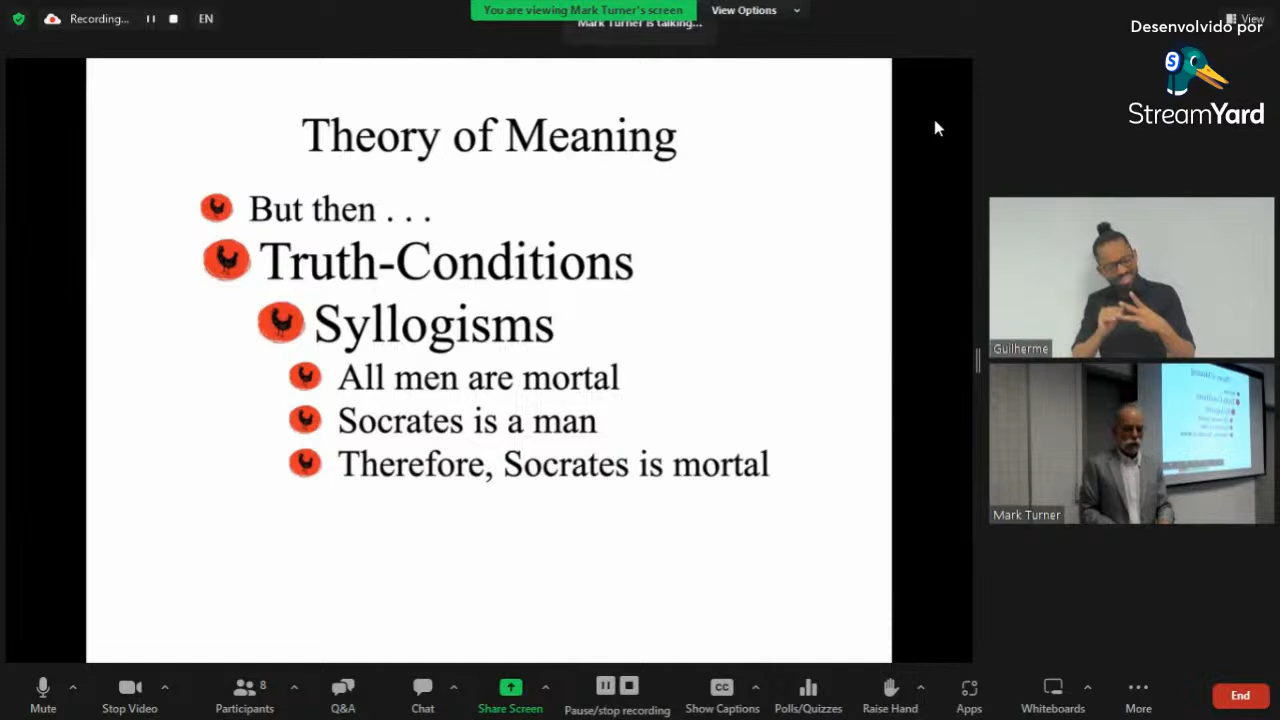 Recording...
EN
You are viewing Mark Turner's screen
View Options
Mark Turner is talking...
View
Desenvolvido por
S
StreamYard
Theory of Meaning
But then . . .
Truth-Conditions
Syllogisms
All men are mortal
Socrates is a man
Therefore, Socrates is mortal
Guilherme
Mark Turner
Mute
Stop Video
8
Participants
Q&A
Chat
Share Screen
Pause/stop recording
CC
Show Captions
Polls/Quizzes
Raise Hand
Apps
Whiteboards
More
End